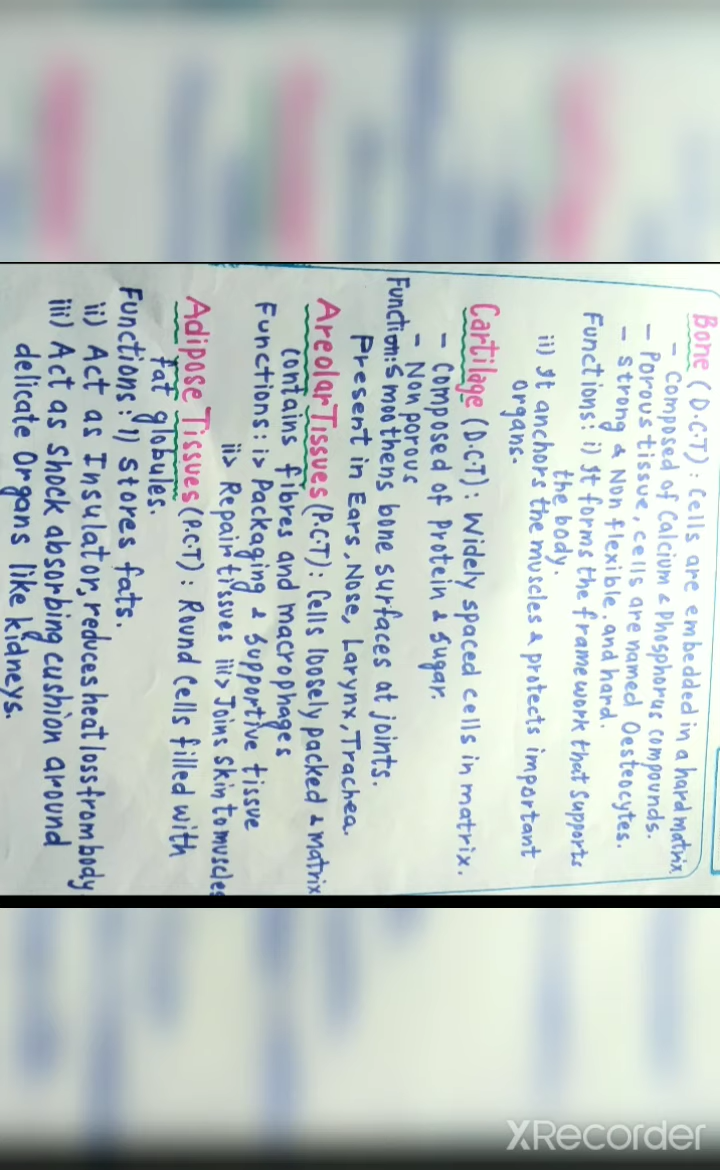 Bone (D.C.T) : Cells are embedded in a hard matrix
- Composed of Calcium & Phosphorus compounds.
- Porous tissue, cells are named Oesteocytes.
- strong & Non flexible, and hard.
Functions: i) It forms the frame work that supports
the body.
ii) It anchors the muscles & protects important
organs.
Cartilage (D.C.T) : Widely spaced cells in matrix.
- Composed of Protein & Sugar.
- Non porous
Function: Smoothens bone surfaces at joints.
Present in Ears, Nose, Larynx, Trachea.
Areolar Tissues (P.C.T) : Cells loosely packed & matrix
contains fibres and macrophages
Functions: i> Packaging & Supportive tissue
ii> Repair tissues iii> Joins skin to muscles
Adipose Tissues (P.C.T) : Round Cells filled with
fat globules.
Functions: i) Stores fats.
ii) Act as Insulator, reduces heat loss from body
iii) Act as shock absorbing cushion around
delicate Organs like kidneys.
XRecorder